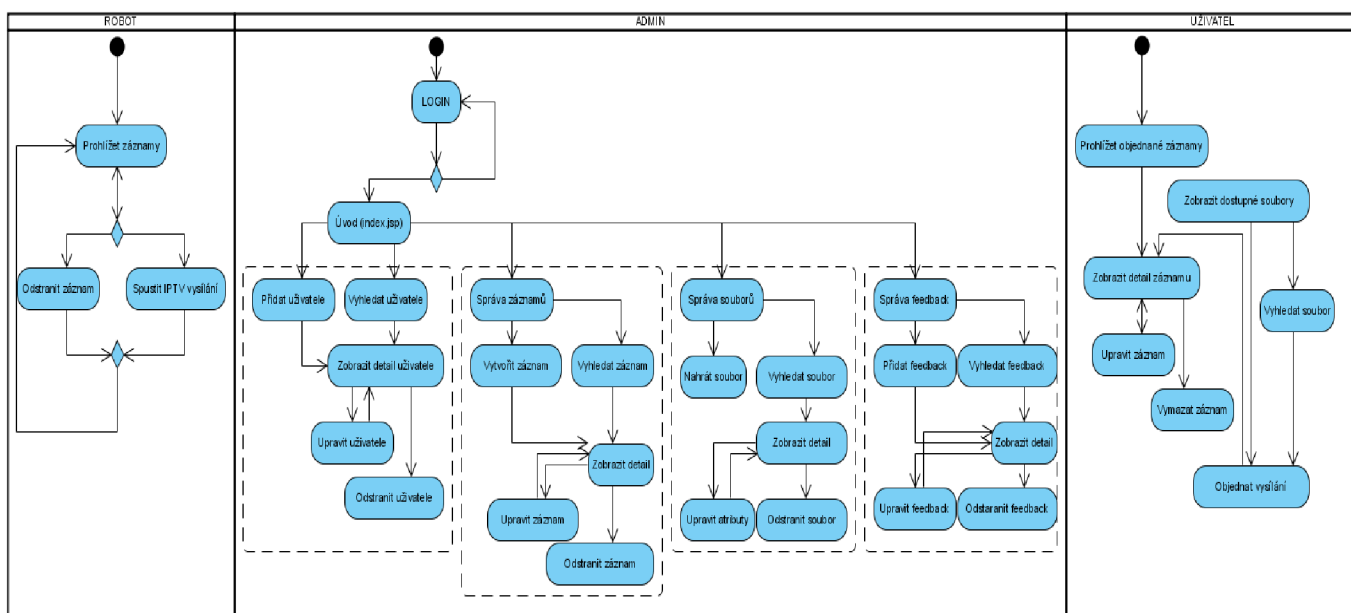 ROBOT
ADMIN
UŽIVATEL
Prohlížet záznamy
Odstranit záznam
Spustit IPTV vysílání
LOGIN
Úvod (index.jsp)
Přidat uživatele
Vyhledat uživatele
Zobrazit detail uživatele
Upravit uživatele
Odstranit uživatele
Správa záznamů
Vytvořit záznam
Vyhledat záznam
Zobrazit detail
Upravit záznam
Odstranit záznam
Správa souborů
Nahrát soubor
Vyhledat soubor
Zobrazit detail
Upravit atributy
Odstranit soubor
Správa feedback
Přidat feedback
Vyhledat feedback
Zobrazit detail
Upravit feedback
Odstaranit feedback
Prohlížet objednané záznamy
Zobrazit dostupné soubory
Zobrazit detail záznamu
Vyhledat soubor
Upravit záznam
Vymazat záznam
Objednat vysílání